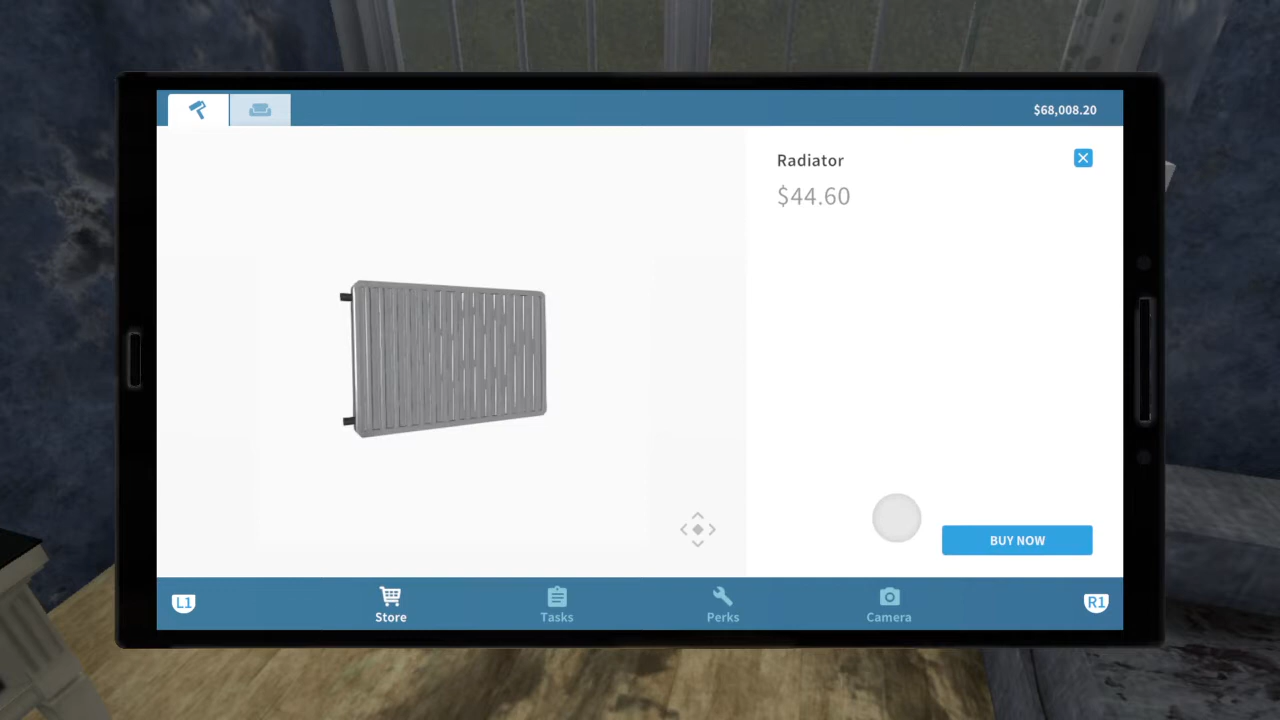 $68,008.20
Radiator
$44.60
BUY NOW
L1
Store
Tasks
Perks
Camera
R1